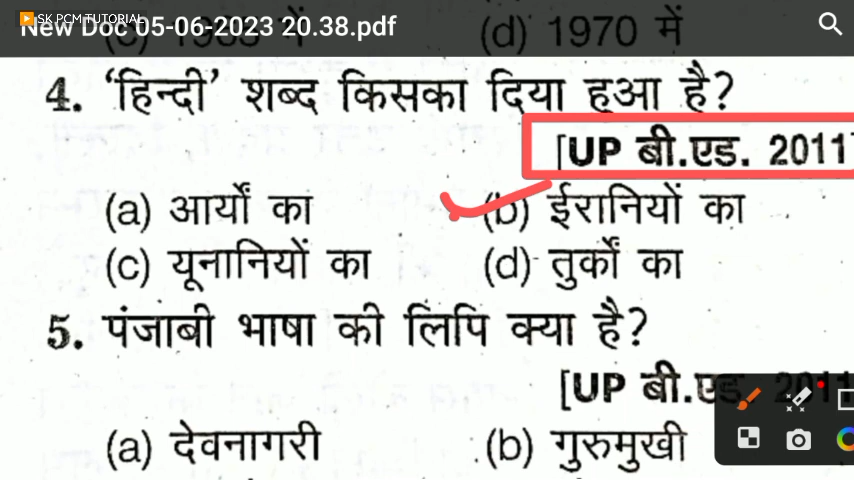 SK PCM TUTORIAL
New Doc 05-06-2023 20.38.pdf
(d) 1970 में
4. ‘हिन्दी’ शब्द किसका दिया हुआ है?
[UP बी.एड. 2011]
(a) आर्यों का (b) ईरानियों का
(c) यूनानियों का (d) तुर्कों का
5. पंजाबी भाषा की लिपि क्या है?
[UP बी.एड. 2011
(a) देवनागरी (b) गुरुमुखी